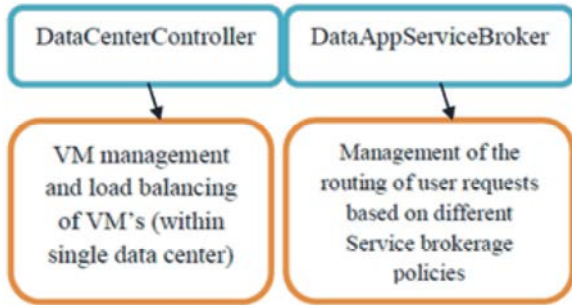 DataCenterController
DataAppServiceBroker
VM management
and load balancing
of VM's (within
single data center)
Management of the
routing of user requests
based on different
Service brokerage
policies